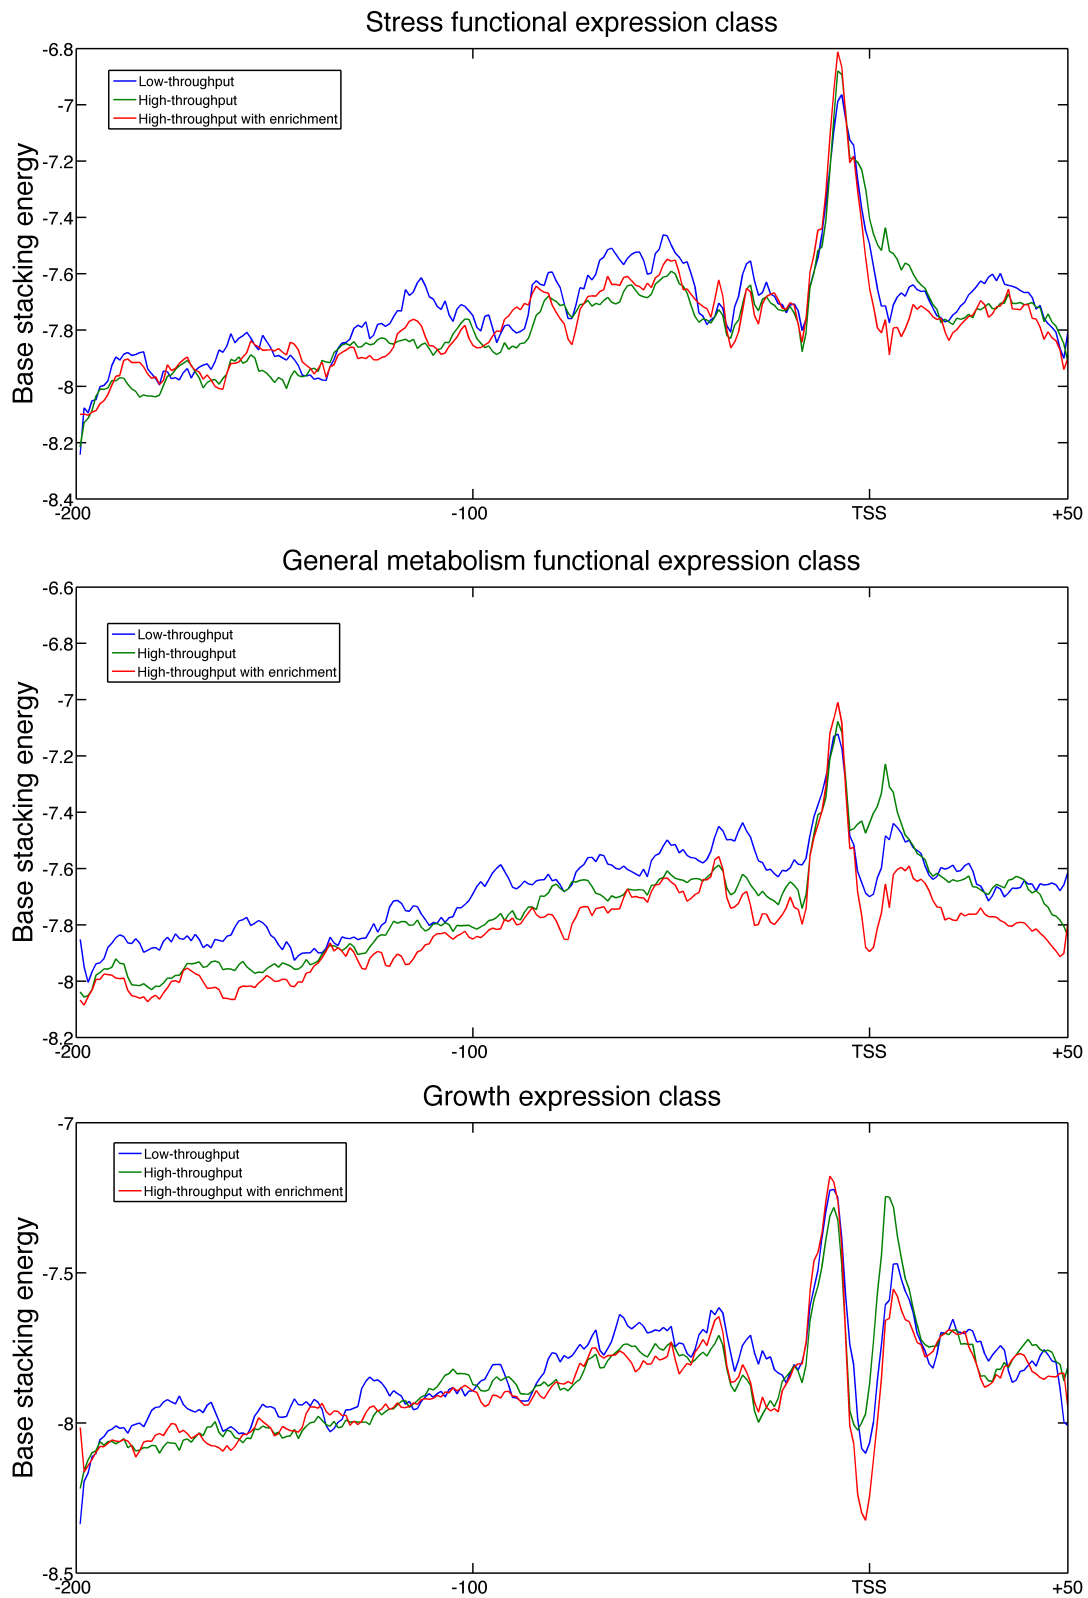 Stress functional expression class
-6.8
Low-throughput
High-throughput
High-throughput with enrichment
-7
-7.2
-7.4
-7.6
-7.8
-8
-8.2
-8.4
Base stacking energy
-200
-100
TSS
+50
General metabolism functional expression class
-6.6
Low-throughput
High-throughput
High-throughput with enrichment
-6.8
-7
-7.2
-7.4
-7.6
-7.8
-8
-8.2
Base stacking energy
-200
-100
TSS
+50
Growth expression class
-7
Low-throughput
High-throughput
High-throughput with enrichment
-7.5
-8
-8.5
Base stacking energy
-200
-100
TSS
+50